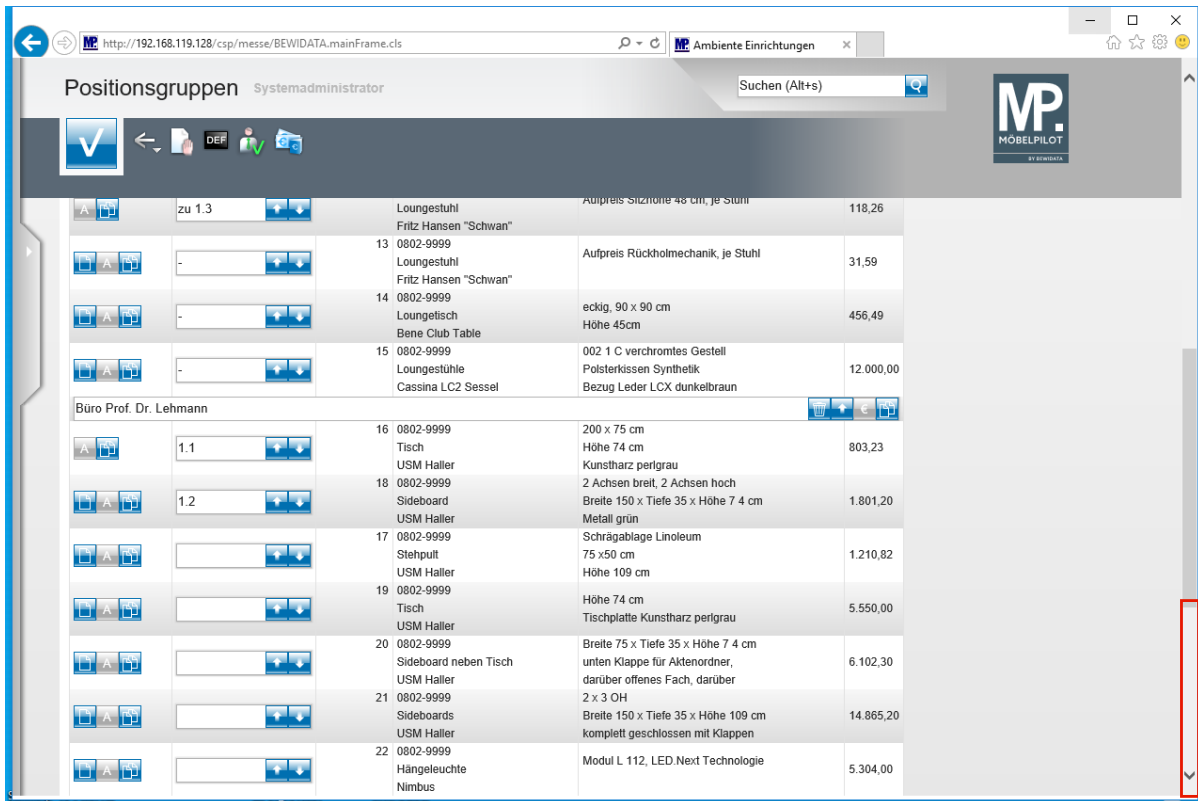 http://192.168.119.128/csp/messe/BEWIDATA.mainFrame.cls
Ambiente Einrichtungen
Positionsgruppen Systemadministrator
Suchen (Alt+s)
MP.
MÖBELPILOT
BY BEWIDATA
DEF
zu 1.3
Loungestuhl
Fritz Hansen "Schwan"
Aufpreis Sitzhöhe 48 cm, je Stuhl
118,26
13 0802-9999
Loungestuhl
Fritz Hansen "Schwan"
Aufpreis Rückholmechanik, je Stuhl
31,59
-
14 0802-9999
Loungetisch
Bene Club Table
eckig, 90 x 90 cm
Höhe 45cm
456,49
-
15 0802-9999
Loungestühle
Cassina LC2 Sessel
002 1 C verchromtes Gestell
Polsterkissen Synthetik
Bezug Leder LCX dunkelbraun
12.000,00
-
Büro Prof. Dr. Lehmann
1.1
16 0802-9999
Tisch
USM Haller
200 x 75 cm
Höhe 74 cm
Kunstharz perlgrau
803,23
1.2
18 0802-9999
Sideboard
USM Haller
2 Achsen breit, 2 Achsen hoch
Breite 150 x Tiefe 35 x Höhe 7 4 cm
Metall grün
1.801,20
17 0802-9999
Stehpult
USM Haller
Schrägablage Linoleum
75 x50 cm
Höhe 109 cm
1.210,82
19 0802-9999
Tisch
USM Haller
Höhe 74 cm
Tischplatte Kunstharz perlgrau
5.550,00
20 0802-9999
Sideboard neben Tisch
USM Haller
Breite 75 x Tiefe 35 x Höhe 7 4 cm
unten Klappe für Aktenordner,
darüber offenes Fach, darüber
6.102,30
21 0802-9999
Sideboards
USM Haller
2 x 3 OH
Breite 150 x Tiefe 35 x Höhe 109 cm
komplett geschlossen mit Klappen
14.865,20
22 0802-9999
Hängeleuchte
Nimbus
Modul L 112, LED.Next Technologie
5.304,00